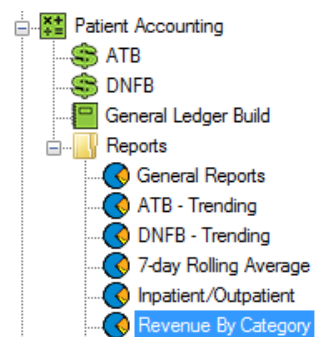 Patient Accounting
ATB
DNFB
General Ledger Build
Reports
General Reports
ATB - Trending
DNFB - Trending
7-day Rolling Average
Inpatient/Outpatient
Revenue By Category